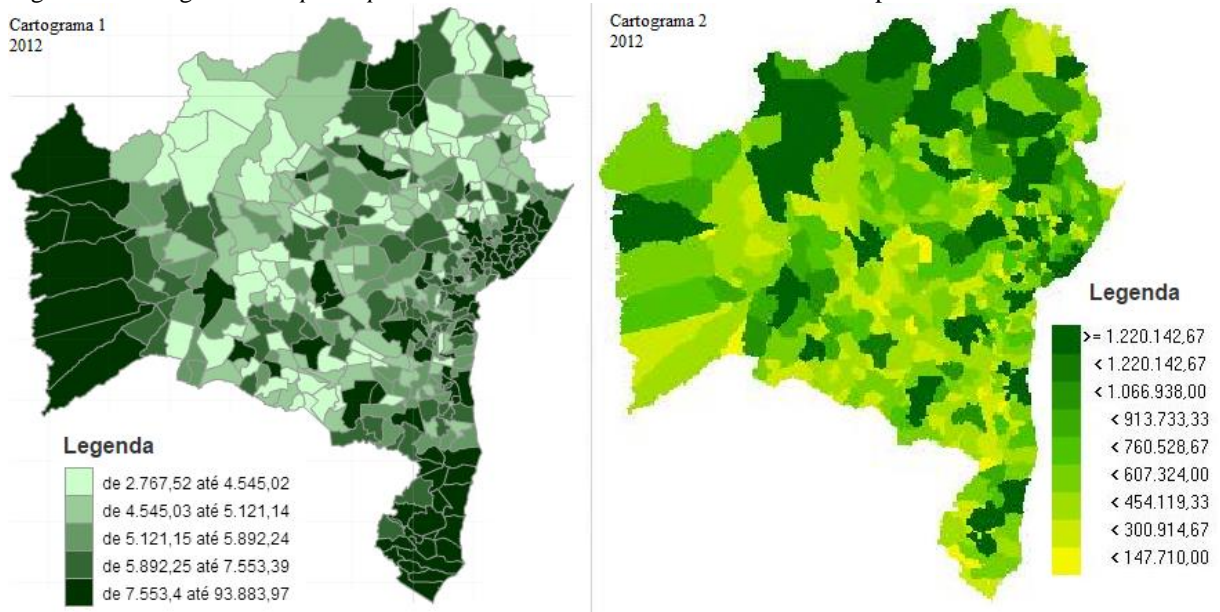 Cartograma 1
2012
Legenda
de 2.767,52 até 4.545,02
de 4.545,03 até 5.121,14
de 5.121,15 até 5.892,24
de 5.892,25 até 7.553,39
de 7.553,4 até 93.883,97
Cartograma 2
2012
Legenda
>= 1.220.142,67
< 1.220.142,67
< 1.066.938,00
< 913.733,33
< 760.528,67
< 607.324,00
< 454.119,33
< 300.914,67
< 147.710,00